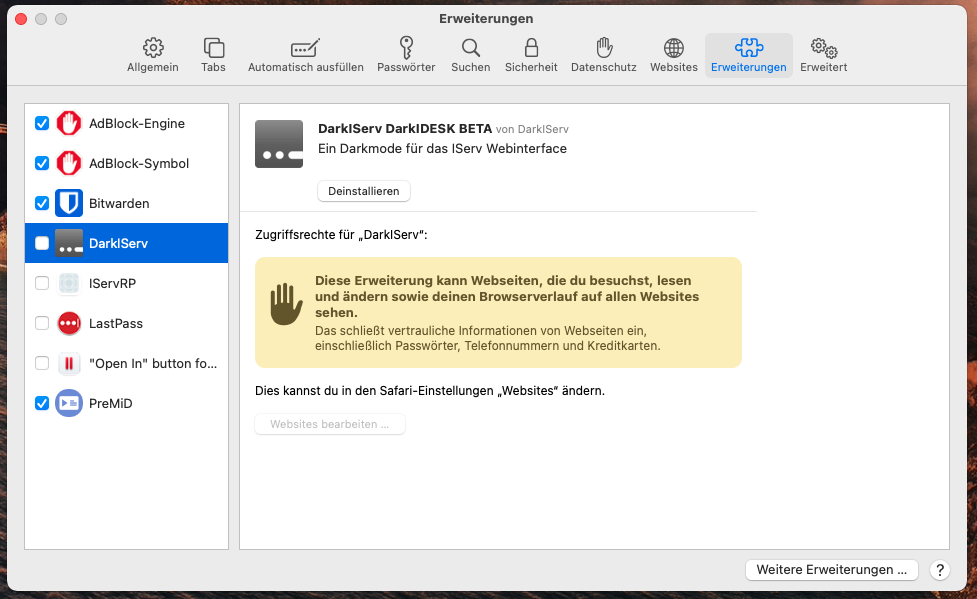 Erweiterungen
Allgemein
Tabs
Automatisch ausfüllen
Passwörter
Suchen
Sicherheit
Datenschutz
Websites
Erweiterungen
Erweitert
AdBlock-Engine
AdBlock-Symbol
Bitwarden
DarkIServ
IServRP
LastPass
"Open In" button fo...
PreMiD
DarkIServ DarkIDESK BETA von DarkIServ
Ein Darkmode für das IServ Webinterface
Deinstallieren
Zugriffsrechte für „DarkIServ“:
Diese Erweiterung kann Webseiten, die du besuchst, lesen
und ändern sowie deinen Browserverlauf auf allen Websites
sehen.
Das schließt vertrauliche Informationen von Webseiten ein,
einschließlich Passwörter, Telefonnummern und Kreditkarten.
Dies kannst du in den Safari-Einstellungen „Websites“ ändern.
Websites bearbeiten ...
Weitere Erweiterungen ...
?